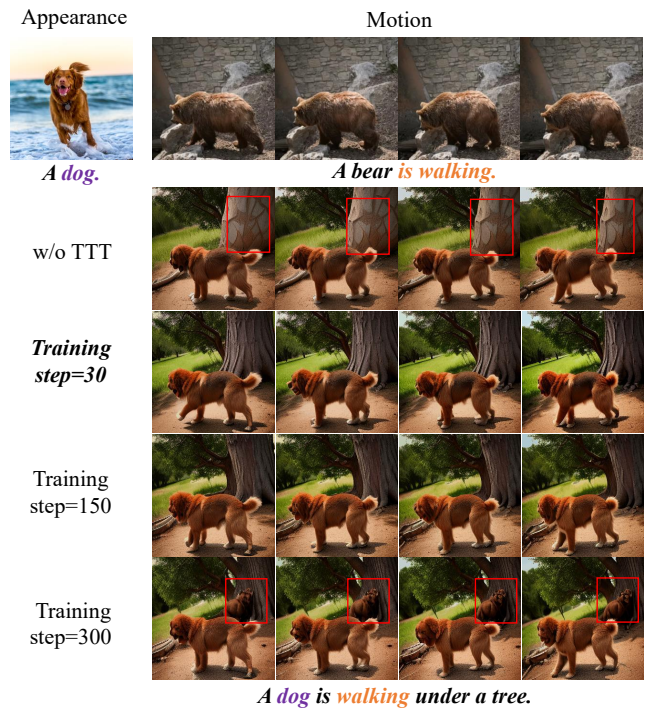 Appearance
Motion
A dog.
A bear is walking.
w/o TTT
Training
step=30
Training
step=150
Training
step=300
A dog is walking under a tree.